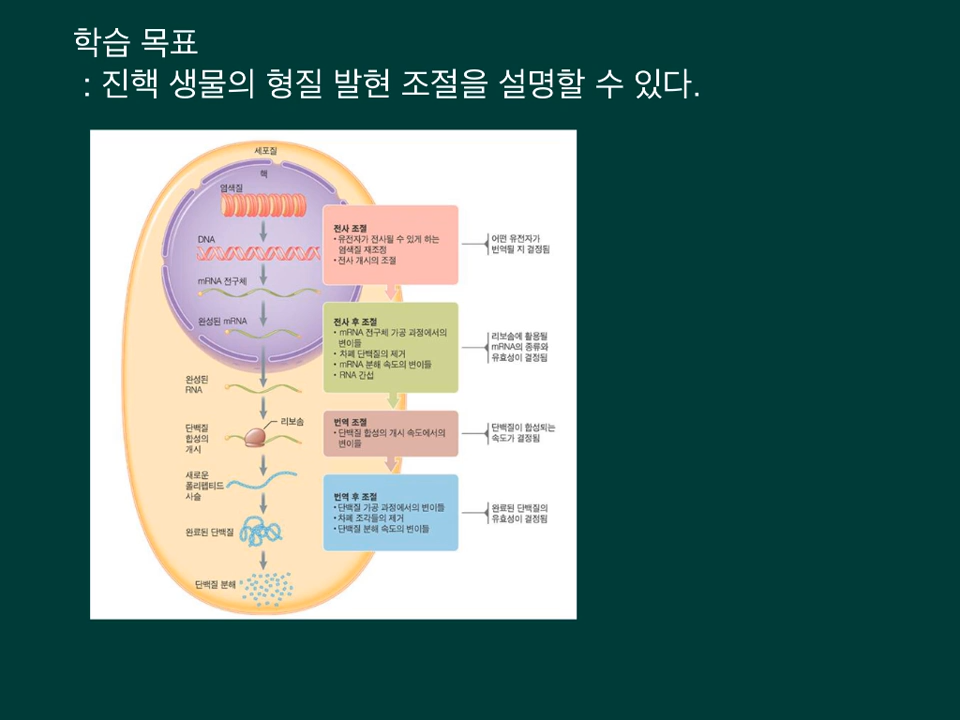 학습 목표
: 진핵 생물의 형질 발현 조절을 설명할 수 있다.
세포질
핵
염색질
DNA
mRNA 전구체
완성된 mRNA
완성된
RNA
리보솜
단백질
합성의
개시
새로운
폴리펩티드
사슬
완료된 단백질
단백질 분해
전사 조절
• 유전자가 전사될 수 있게 하는
염색질 재조정
• 전사 개시의 조절
어떤 유전자가
번역될 지 결정됨
전사 후 조절
• mRNA 전구체 가공 과정에서의
변이들
• 차폐 단백질의 제거
• mRNA 분해 속도의 변이들
• RNA 간섭
리보솜에 활용될
mRNA의 종류와
유효성이 결정됨
번역 조절
• 단백질 합성의 개시 속도에서의
변이들
단백질이 합성되는
속도가 결정됨
번역 후 조절
• 단백질 가공 과정에서의 변이들
• 차폐 조각들의 제거
• 단백질 분해 속도의 변이들
완료된 단백질의
유효성이 결정됨